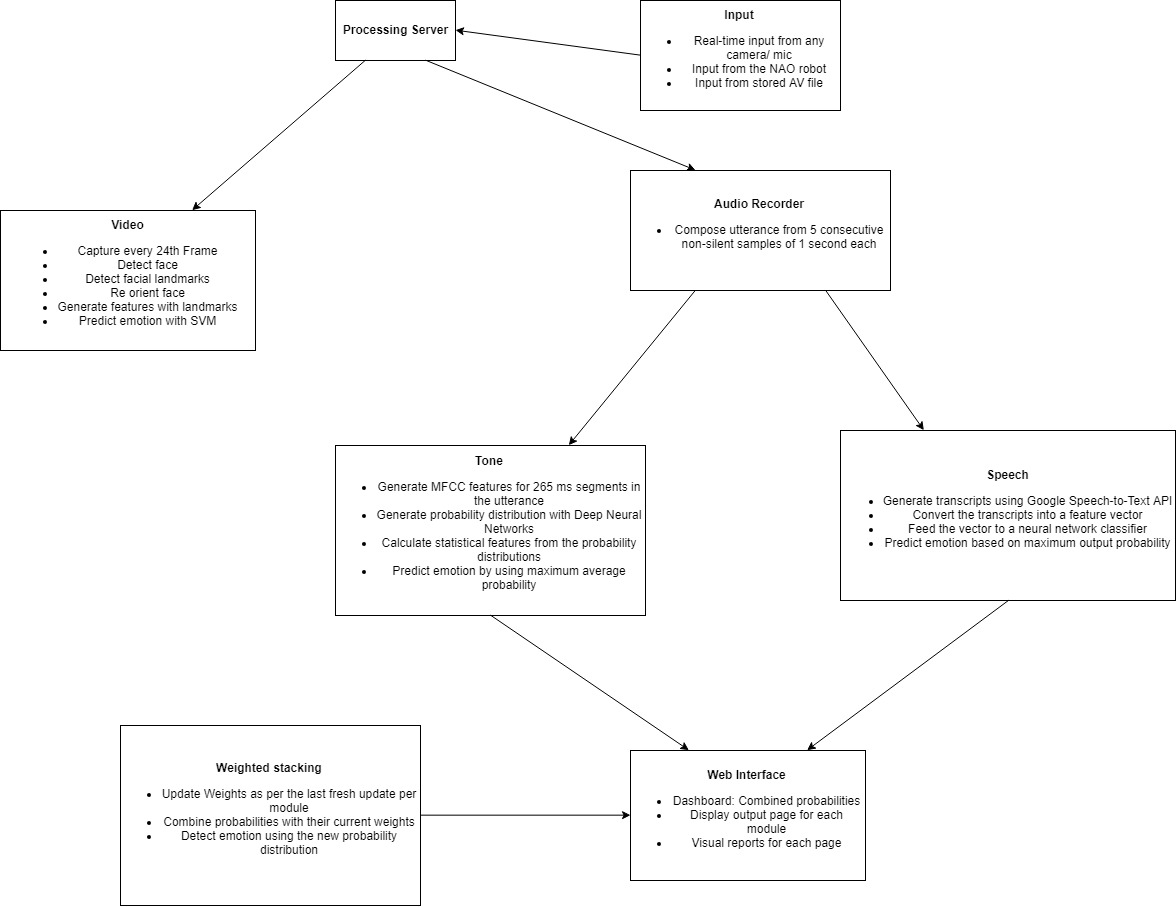 Processing Server
Input
Real-time input from any
camera/ mic
Input from the NAO robot
Input from stored AV file
Video
Capture every 24th Frame
Detect face
Detect facial landmarks
Re orient face
Generate features with landmarks
Predict emotion with SVM
Audio Recorder
Compose utterance from 5 consecutive
non-silent samples of 1 second each
Tone
Generate MFCC features for 265 ms segments in
the utterance
Generate probability distribution with Deep Neural
Networks
Calculate statistical features from the probability
distributions
Predict emotion by using maximum average
probability
Speech
Generate transcripts using Google Speech-to-Text API
Convert the transcripts into a feature vector
Feed the vector to a neural network classifier
Predict emotion based on maximum output probability
Weighted stacking
Update Weights as per the last fresh update per
module
Combine probabilities with their current weights
Detect emotion using the new probability
distribution
Web Interface
Dashboard: Combined probabilities
Display output page for each
module
Visual reports for each page